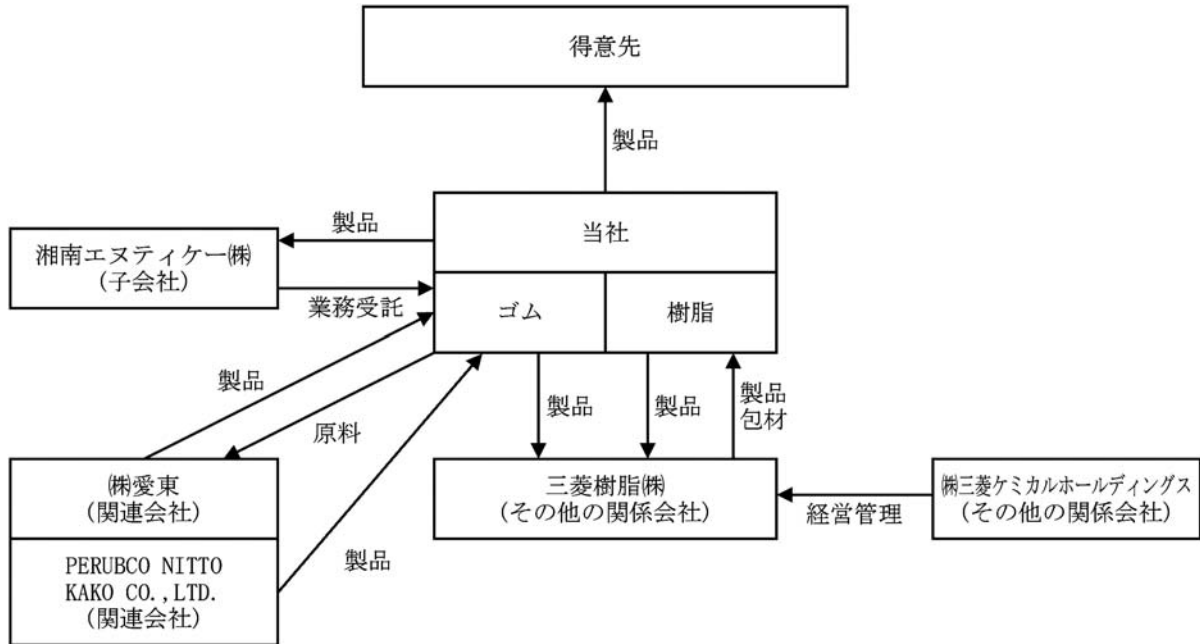 得意先
製品
製品
当社
湘南エヌティケー㈱
(子会社)
業務受託
ゴム
樹脂
製品
原料
製品
製品
製品
包材
㈱愛東
(関連会社)
三菱樹脂㈱
(その他の関係会社)
経営管理
㈱三菱ケミカルホールディングス
(その他の関係会社)
製品
PERUBCO NITTO
KAKO CO.,LTD.
(関連会社)